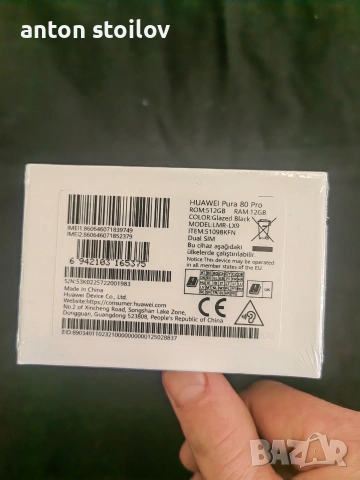 anton stoilov
HUAWEI Pura 80 Pro
ROM:512GB RAM:12GB
COLOR:Glazed Black
MODEL:LMR-LX9
ITEM:51098KFN
Dual SIM
Bu cihaz aşağıdaki
ülkelerde çalıştırılabilir.
Notice:This device may be operated
in all member states of the EU.
IMEI1:860646071839749
IMEI2:860646071852379
6 942103 165375
S/N:53K0225722001983
Made in China
Huawei Device Co., Ltd.
Website:https://consumer.huawei.com
No.2 of Xincheng Road, Songshan Lake Zone,
Dongguan, Guangdong 523808, People's Republic of China
CE
BAZAR
bg